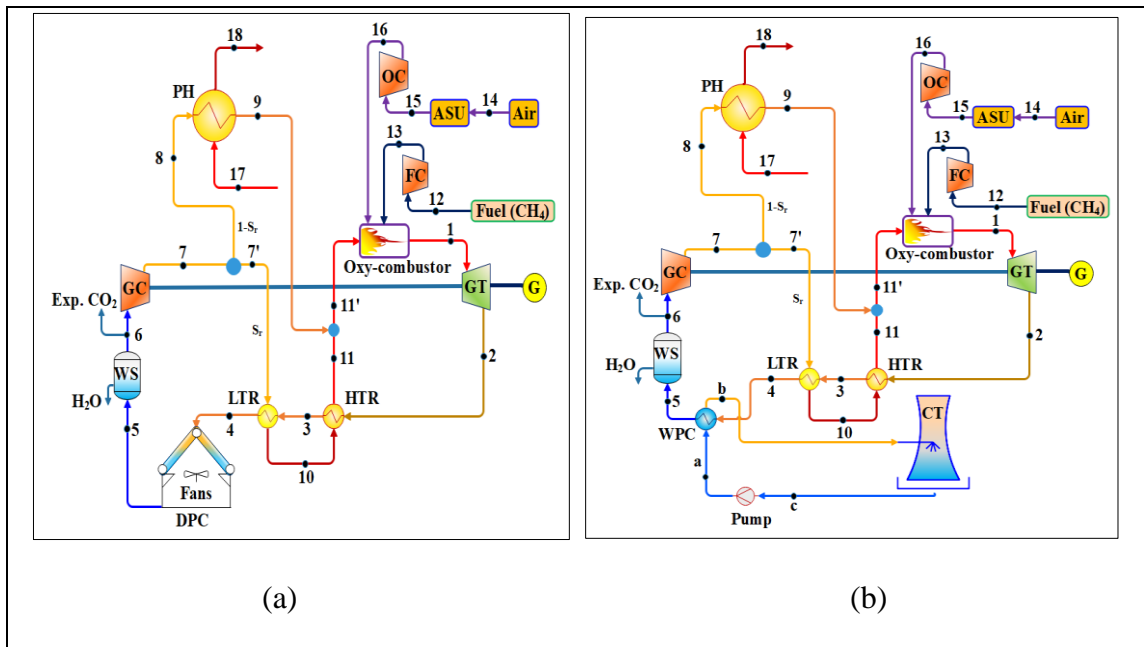 18
16
PH
OC
9
15
ASU
14
Air
13
8
FC
17
12
Fuel (CH4)
1-Sr
1
7
7'
Oxy-combustor
GC
GT
G
Exp. CO2
11'
6
Sr
2
WS
11
H2O
LTR
HTR
4
3
5
10
Fans
DPC
(a)
18
16
PH
OC
9
15
ASU
14
Air
13
8
FC
17
12
Fuel (CH4)
1-Sr
1
7
7'
Oxy-combustor
GC
GT
G
Exp. CO2
11'
6
Sr
2
WS
11
H2O
LTR
HTR
b
4
3
5
CT
WPC
10
a
c
Pump
(b)